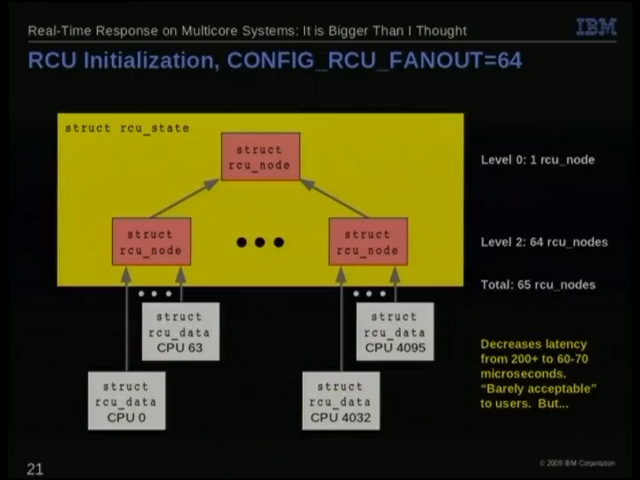 Real-Time Response on Multicore Systems: It is Bigger Than I Thought
IBM
RCU Initialization, CONFIG_RCU_FANOUT=64
struct rcu_state
struct
rcu_node
Level 0: 1 rcu_node
struct
rcu_node
struct
rcu_node
Level 2: 64 rcu_nodes
Total: 65 rcu_nodes
struct
rcu_data
CPU 63
struct
rcu_data
CPU 4095
struct
rcu_data
CPU 0
struct
rcu_data
CPU 4032
Decreases latency
from 200+ to 60-70
microseconds.
“Barely acceptable”
to users. But...
21
© 2009 IBM Corporation